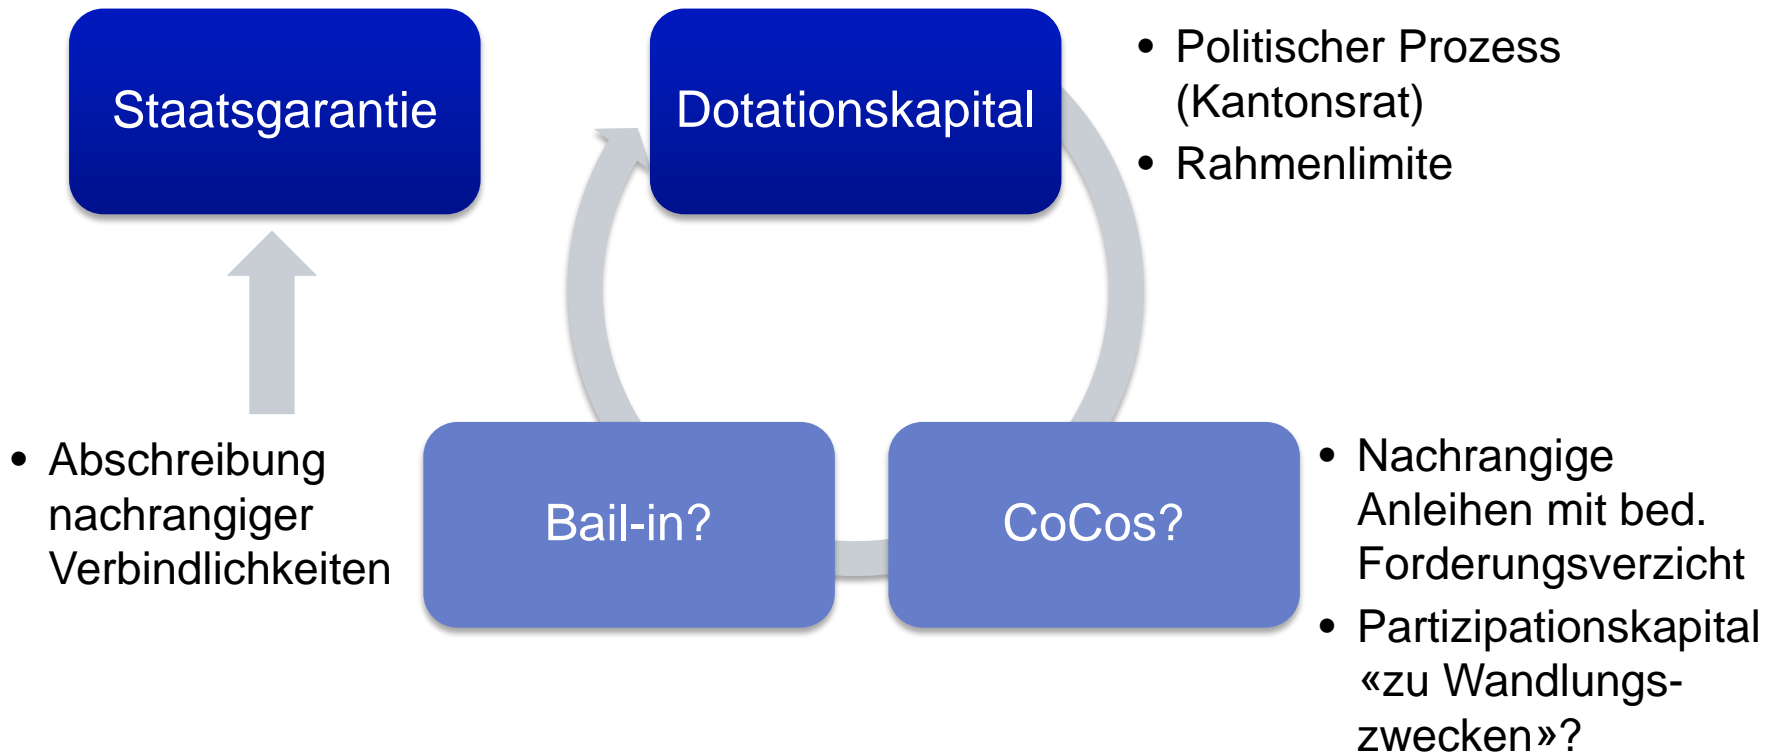 Staatsgarantie
Dotationskapital
• Politischer Prozess
(Kantonsrat)
• Rahmenlimite
• Abschreibung
nachrangiger
Verbindlichkeiten
Bail-in?
CoCos?
• Nachrangige
Anleihen mit bed.
Forderungsverzicht
• Partizipationskapital
«zu Wandlungs-
zwecken»?